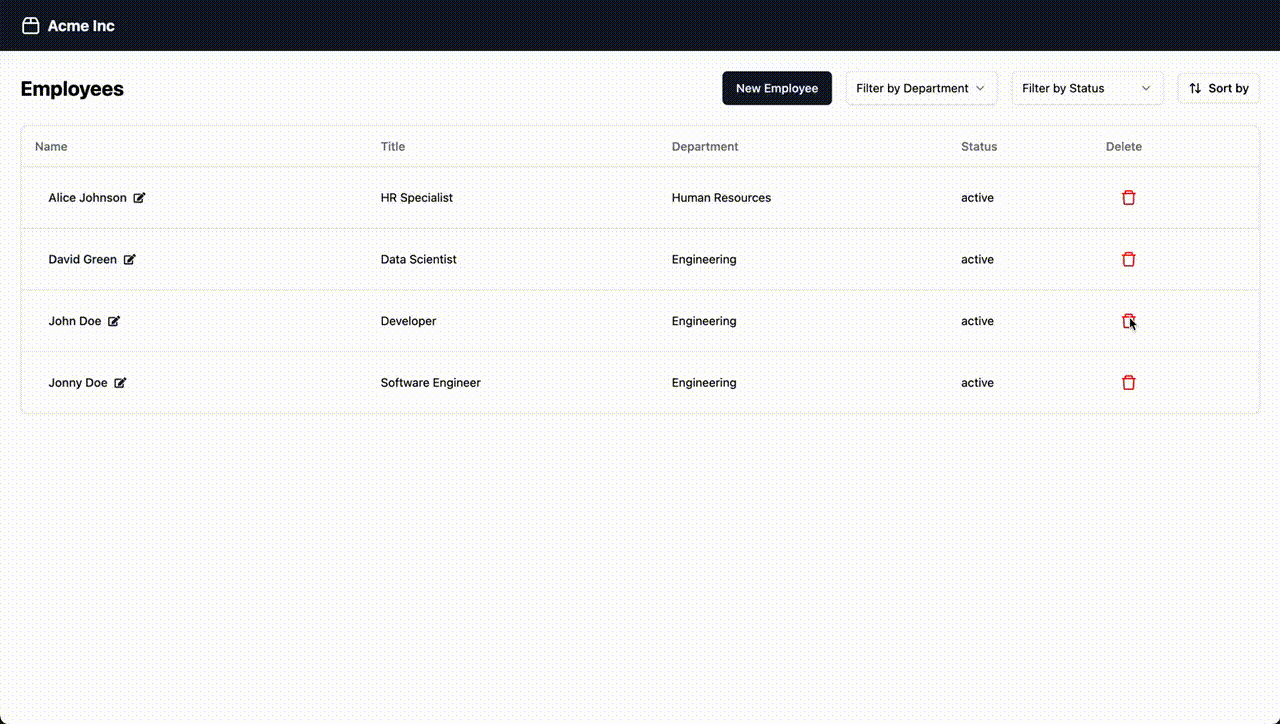 Acme Inc
Employees New Employee Filter by Department Filter by Status Sort by
Name Title Department Status Delete
Alice Johnson HR Specialist Human Resources active
David Green Data Scientist Engineering active
John Doe Developer Engineering active
Jonny Doe Software Engineer Engineering active